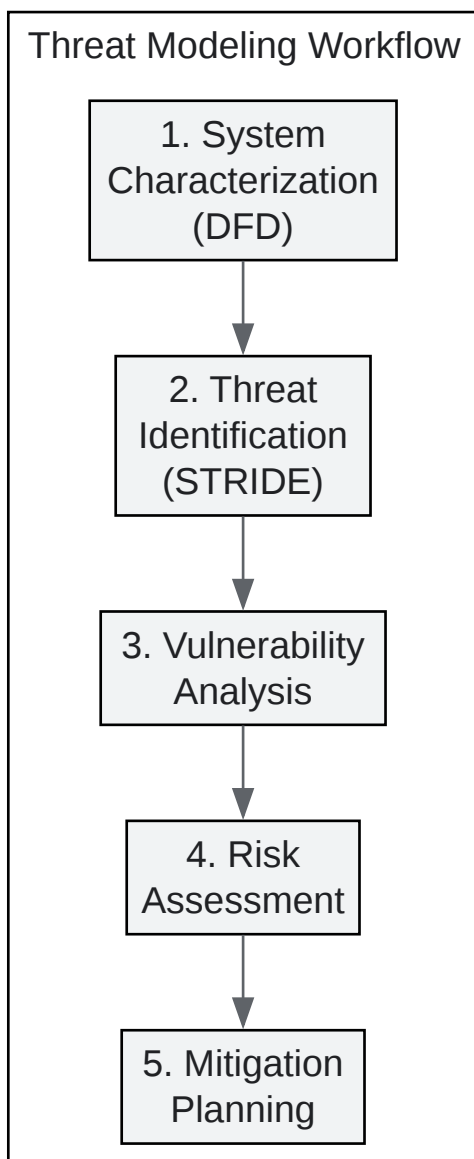 Threat Modeling Workflow
1. System
Characterization
(DFD)
2. Threat
Identification
(STRIDE)
3. Vulnerability
Analysis
4. Risk
Assessment
5. Mitigation
Planning